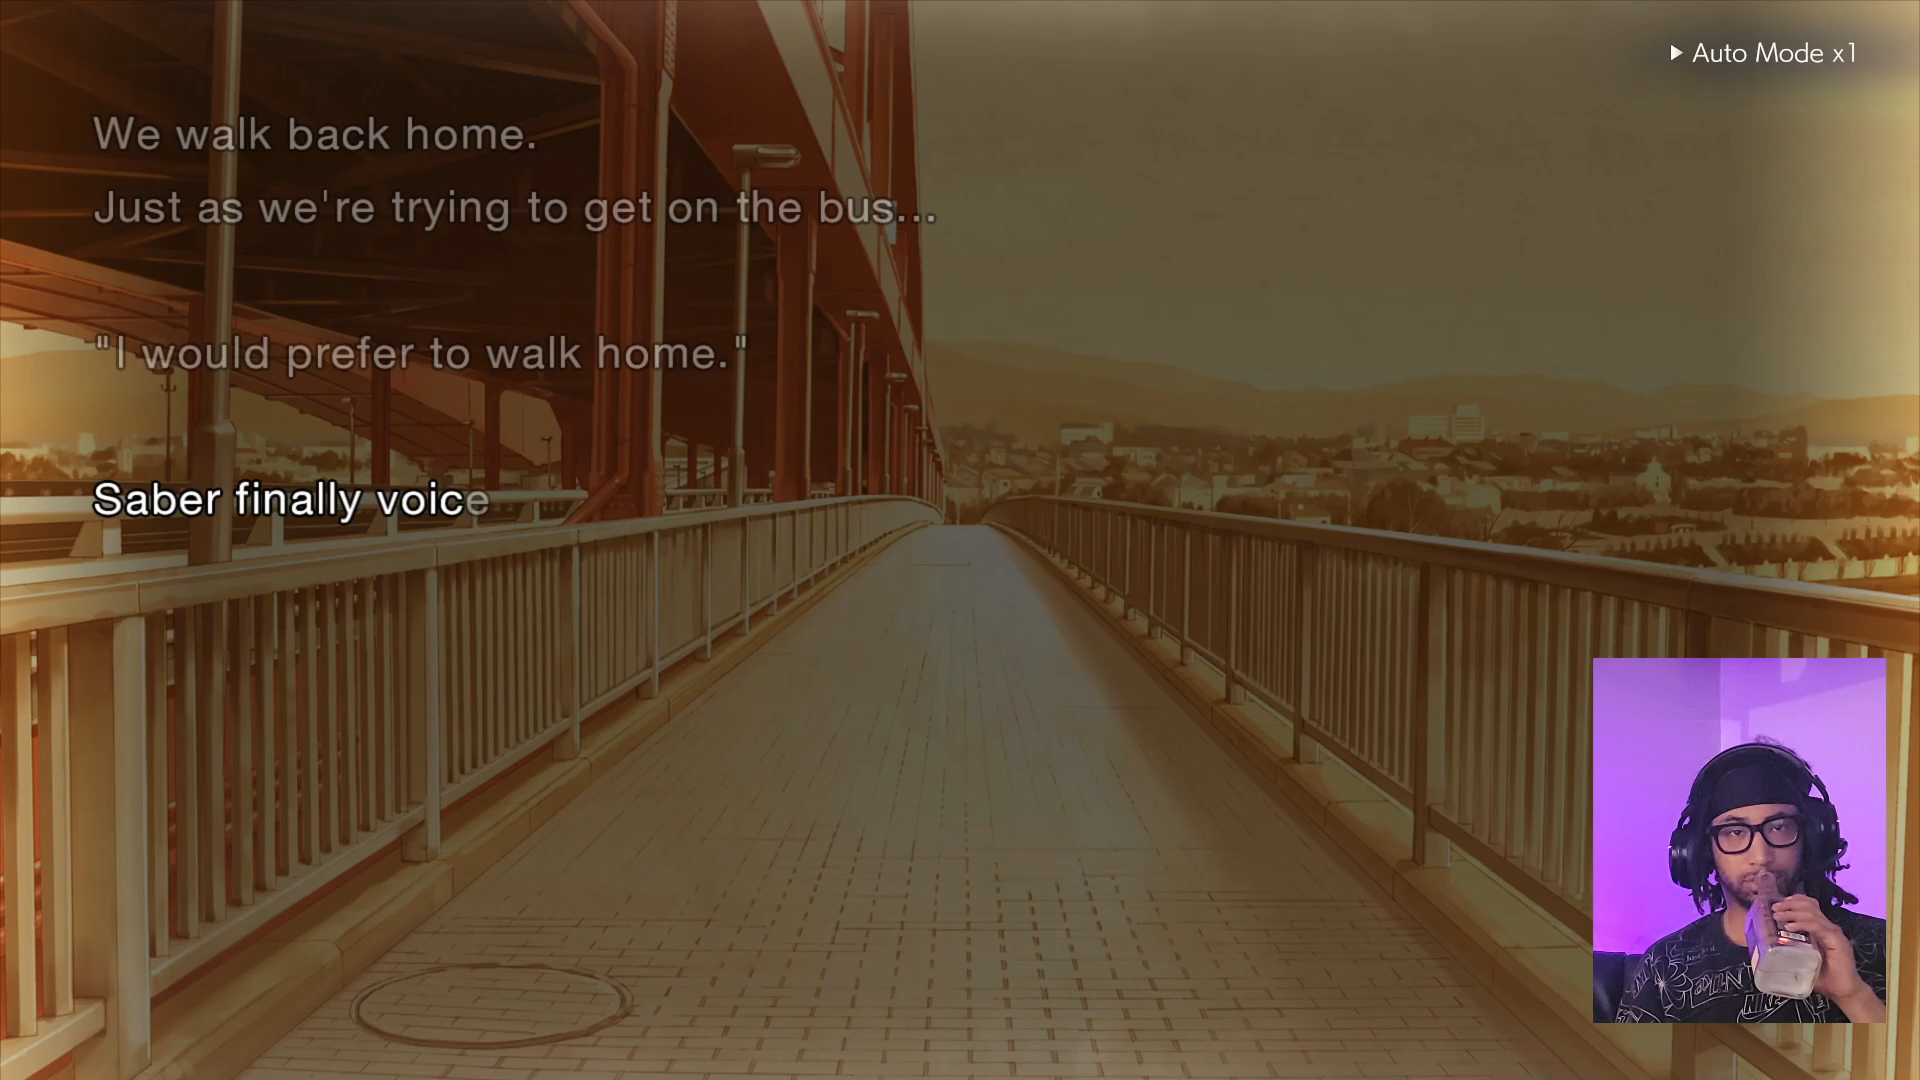 Auto Mode x1
We walk back home.
Just as we're trying to get on the bus...
"I would prefer to walk home."
Saber finally voice